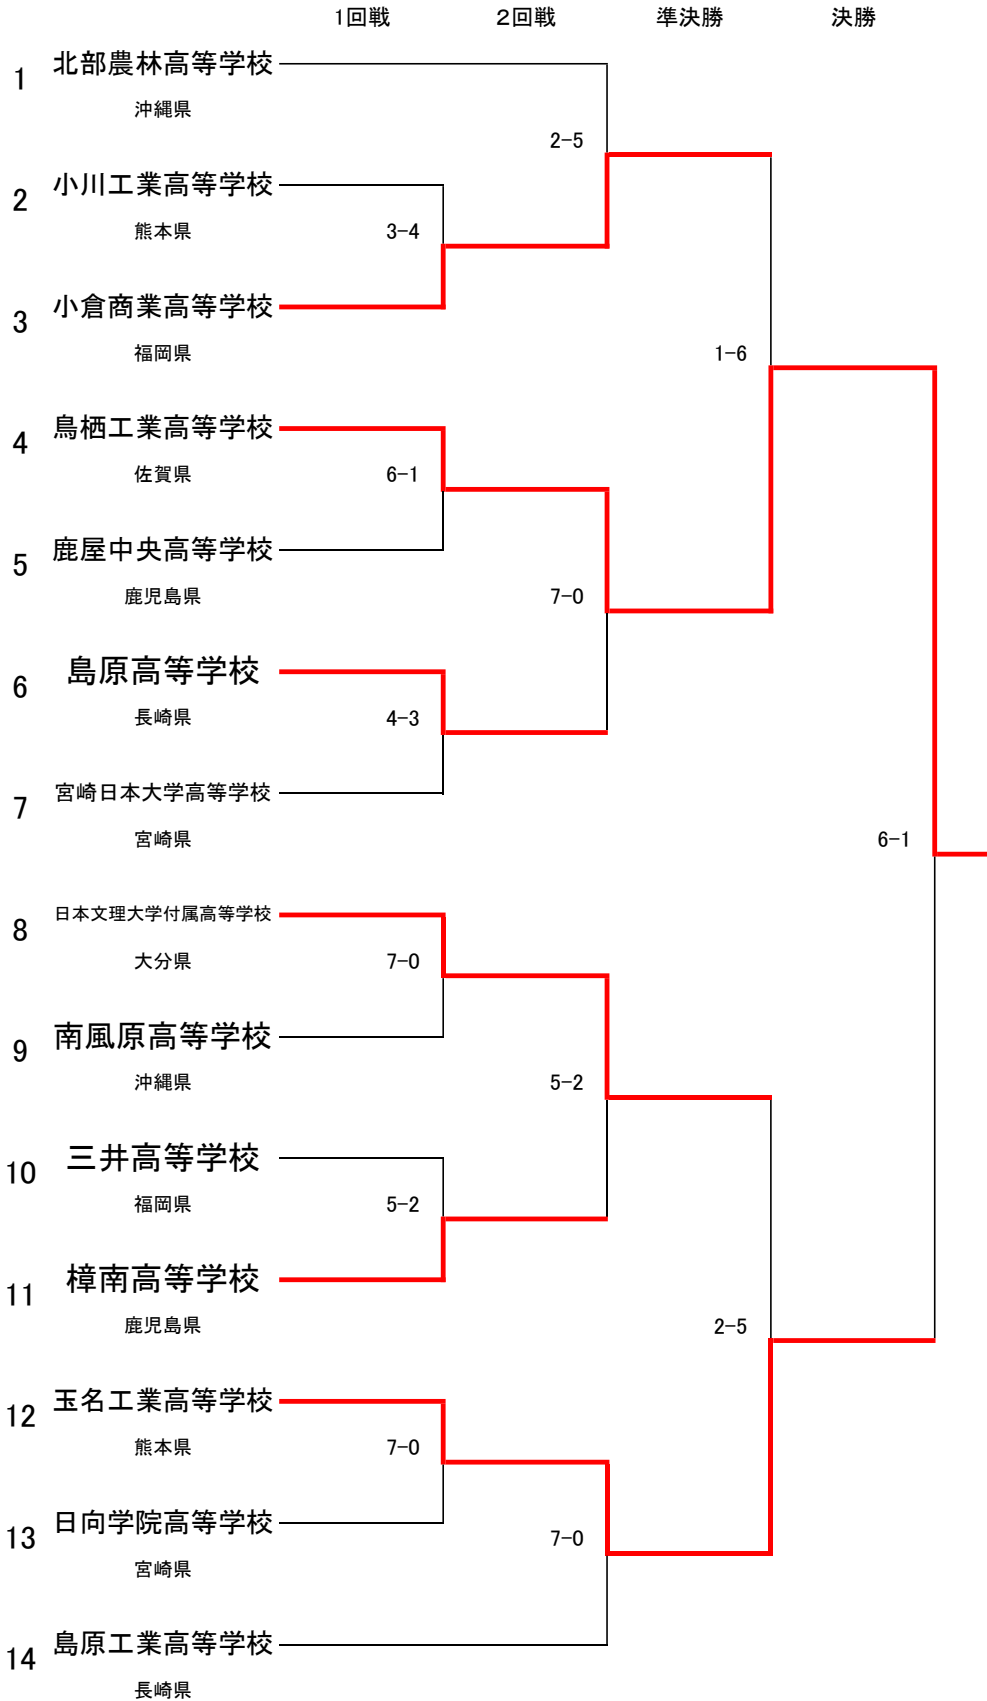 1回戦 2回戦 準決勝 決勝
1 北部農林高等学校
沖縄県
2-5
2 小川工業高等学校
熊本県 3-4
3 小倉商業高等学校
福岡県 1-6
4 鳥栖工業高等学校
佐賀県 6-1
5 鹿屋中央高等学校
鹿児島県 7-0
6 島原高等学校
長崎県 4-3
7 宮崎日本大学高等学校
宮崎県 6-1
8 日本文理大学付属高等学校
大分県 7-0
9 南風原高等学校
沖縄県 5-2
10 三井高等学校
福岡県 5-2
11 樟南高等学校
鹿児島県 2-5
12 玉名工業高等学校
熊本県 7-0
13 日向学院高等学校 7-0
宮崎県
14 島原工業高等学校
長崎県